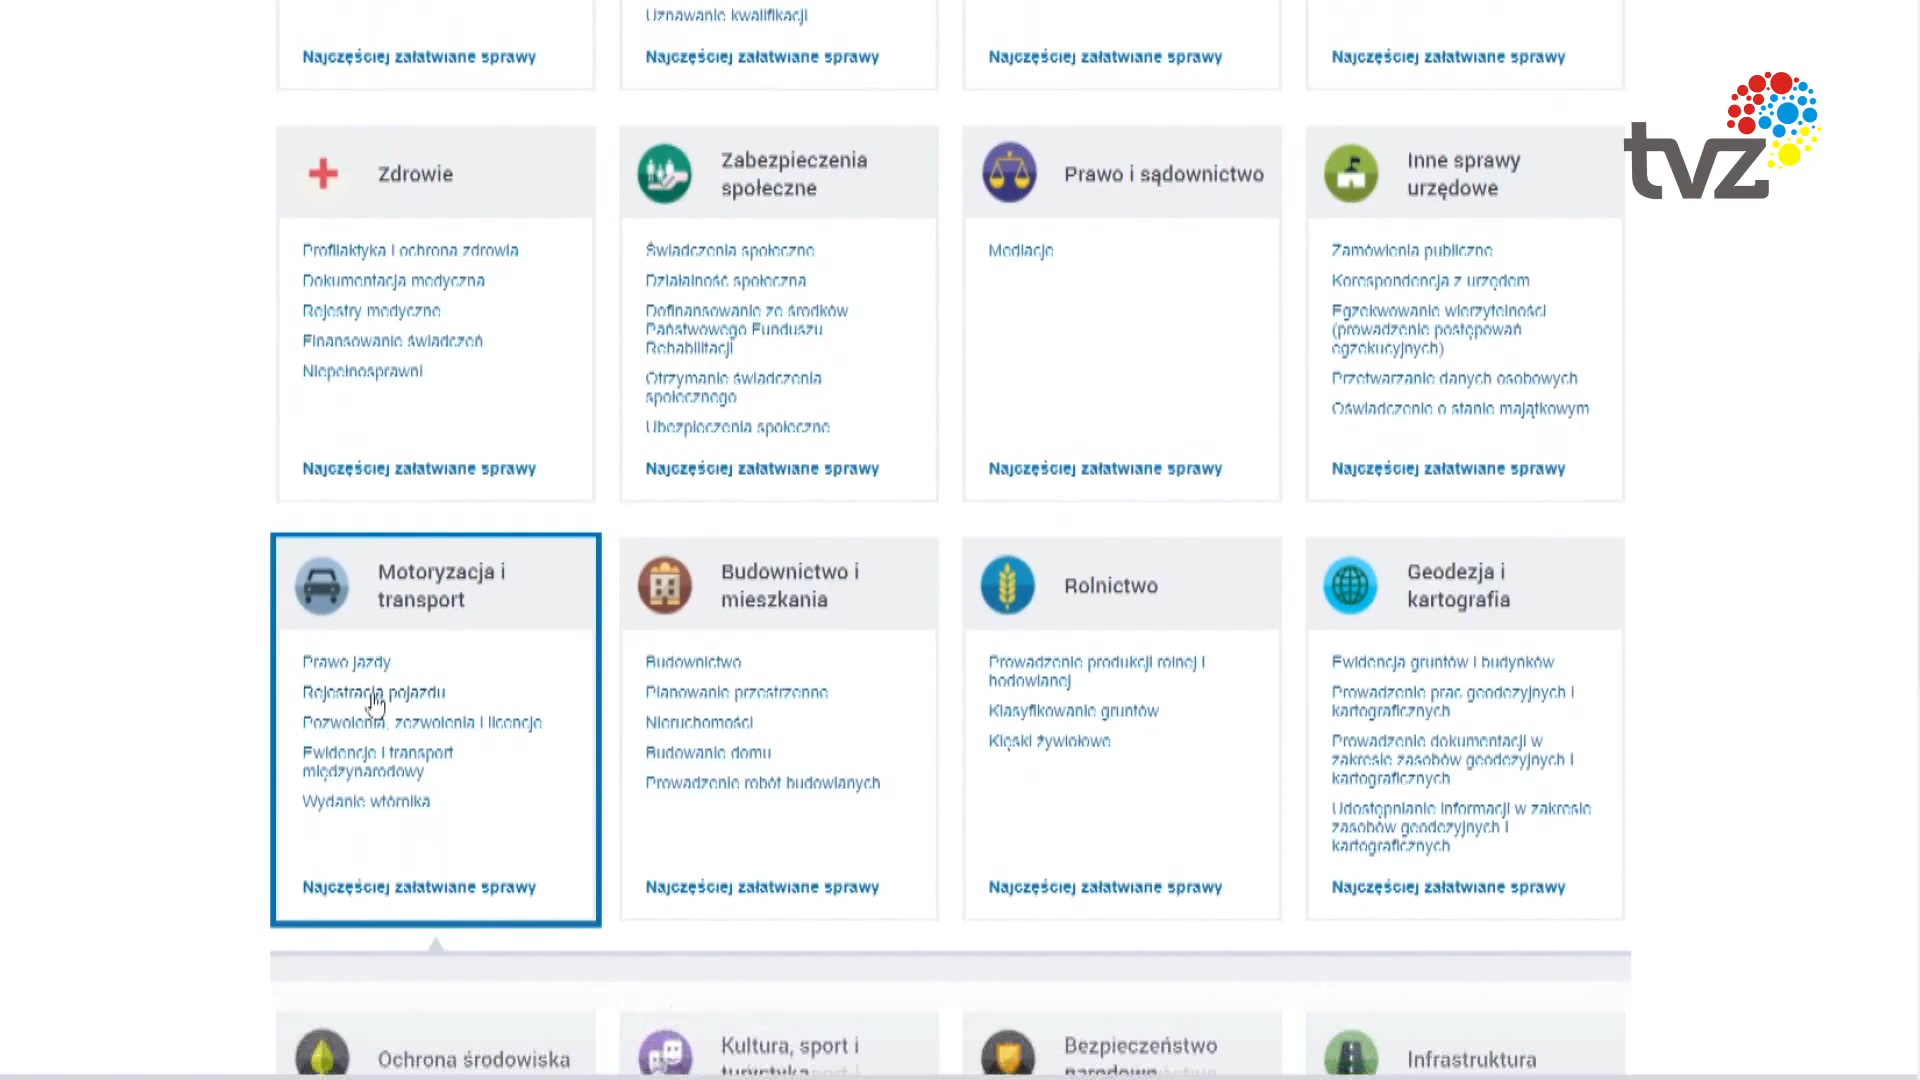 Uznawanie kwalifikacji
Najczęściej załatwiane sprawy
Najczęściej załatwiane sprawy
Najczęściej załatwiane sprawy
Najczęściej załatwiane sprawy
tvz
Zdrowie
Profilaktyka i ochrona zdrowia
Dokumentacja medyczna
Rejestry medyczne
Finansowanie świadczeń
Niepełnosprawni
Najczęściej załatwiane sprawy
Zabezpieczenia
społeczne
Świadczenia społeczne
Działalność społeczna
Dofinansowanie ze środków
Państwowego Funduszu
Rehabilitacji
Otrzymanie świadczenia
społecznego
Ubezpieczenia społeczne
Najczęściej załatwiane sprawy
Prawo i sądownictwo
Mediacje
Najczęściej załatwiane sprawy
Inne sprawy
urzędowe
Zamówienia publiczne
Korespondencja z urzędem
Egzekwowanie wierzytelności
(prowadzenie postępowań
egzekucyjnych)
Przetwarzanie danych osobowych
Oświadczenie o stanie majątkowym
Najczęściej załatwiane sprawy
Motoryzacja i
transport
Prawo jazdy
Rejestracja pojazdu
Pozwolenia, zezwolenia i licencje
Ewidencje i transport
międzynarodowy
Wydanie wtórnika
Najczęściej załatwiane sprawy
Budownictwo i
mieszkania
Budownictwo
Planowanie przestrzenne
Nieruchomości
Budowanie domu
Prowadzenie robót budowlanych
Najczęściej załatwiane sprawy
Rolnictwo
Prowadzenie produkcji rolnej i
hodowlanej
Klasyfikowanie gruntów
Klęski żywiołowe
Najczęściej załatwiane sprawy
Geodezja i
kartografia
Ewidencja gruntów i budynków
Prowadzenie prac geodezyjnych i
kartograficznych
Prowadzenie dokumentacji w
zakresie zasobów geodezyjnych i
kartograficznych
Udostępnianie informacji w zakresie
zasobów geodezyjnych i
kartograficznych
Najczęściej załatwiane sprawy
Ochrona środowiska
Kultura, sport i
turystyka
Bezpieczeństwo
narodowe
Infrastruktura